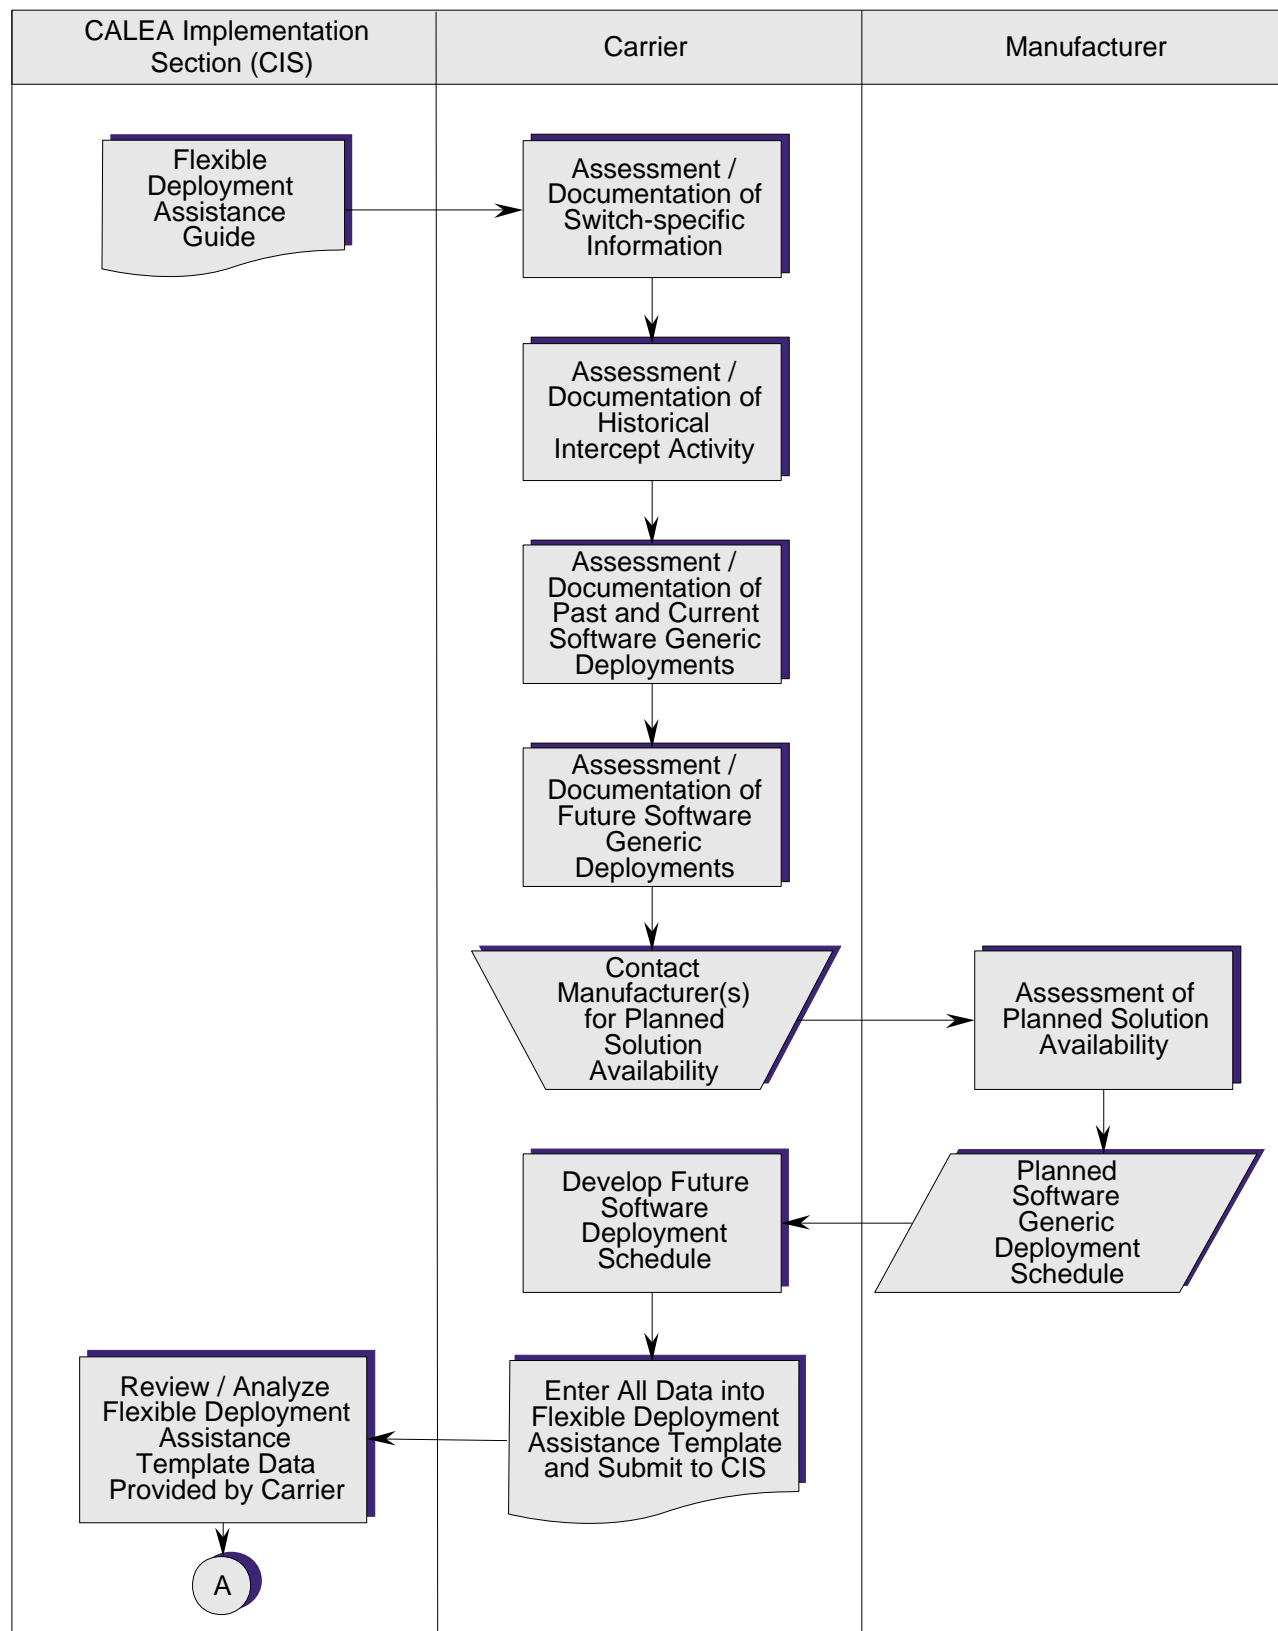 CALEA Implementation
Section (CIS)
Carrier
Manufacturer
Flexible
Deployment
Assistance
Guide
Assessment /
Documentation of
Switch-specific
Information
Assessment /
Documentation of
Historical
Intercept Activity
Assessment /
Documentation of
Past and Current
Software Generic
Deployments
Assessment /
Documentation of
Future Software
Generic
Deployments
Contact
Manufacturer(s)
for Planned
Solution
Availability
Assessment of
Planned Solution
Availability
Planned
Software
Generic
Deployment
Schedule
Develop Future
Software
Deployment
Schedule
Enter All Data into
Flexible Deployment
Assistance Template
and Submit to CIS
Review / Analyze
Flexible Deployment
Assistance
Template Data
Provided by Carrier
A